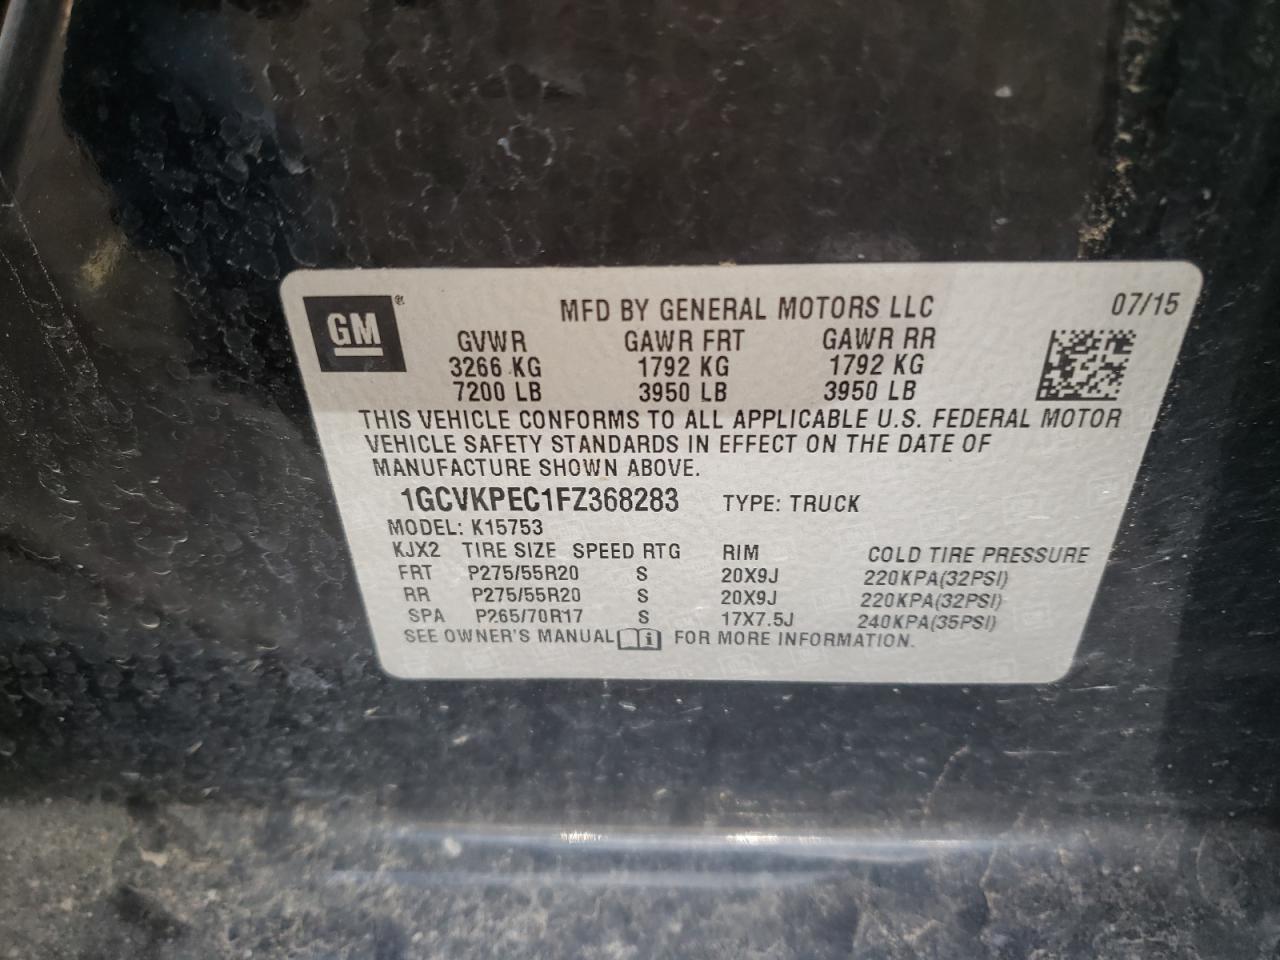 GM®
MFD BY GENERAL MOTORS LLC 07/15
GVWR GAWR FRT GAWR RR
3266 KG 1792 KG 1792 KG
7200 LB 3950 LB 3950 LB
THIS VEHICLE CONFORMS TO ALL APPLICABLE U.S. FEDERAL MOTOR
VEHICLE SAFETY STANDARDS IN EFFECT ON THE DATE OF
MANUFACTURE SHOWN ABOVE.
1GCVKPEC1FZ368283 TYPE: TRUCK
MODEL: K15753
KJX2 TIRE SIZE SPEED RTG RIM COLD TIRE PRESSURE
FRT P275/55R20 S 20X9J 220KPA(32PSI)
RR P275/55R20 S 20X9J 220KPA(32PSI)
SPA P265/70R17 S 17X7.5J 240KPA(35PSI)
SEE OWNER'S MANUAL FOR MORE INFORMATION.